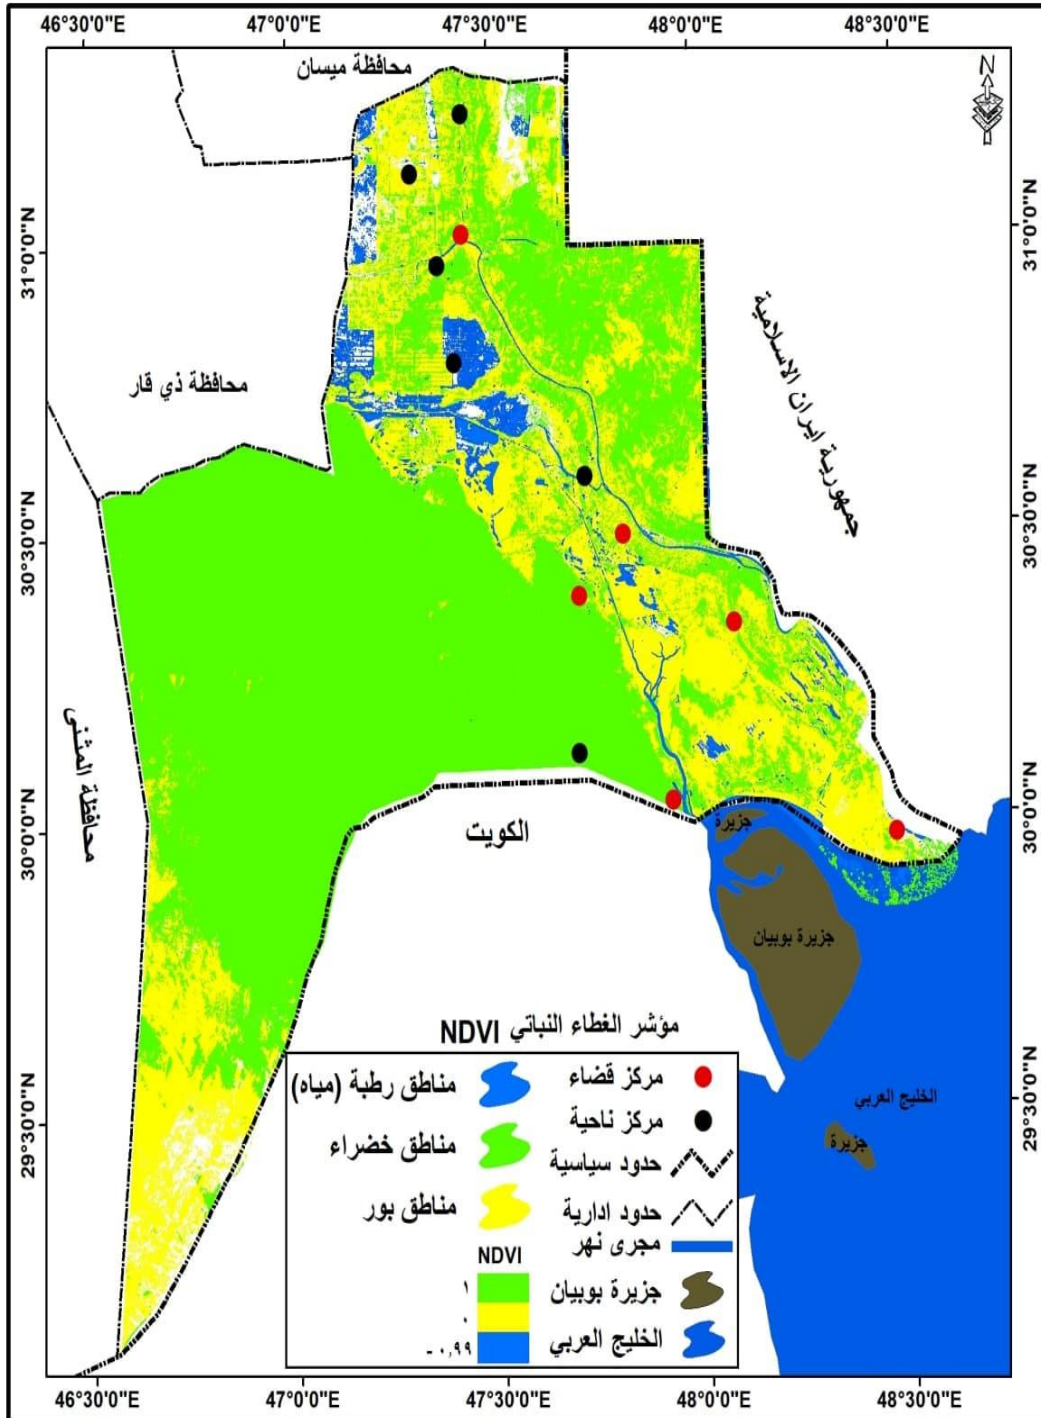 46°30'0"E 47°0'0"E 47°30'0"E 48°0'0"E 48°30'0"E
محافظة ميسان
N
31°0'0"N
31°0'0"N
جمهورية ايران الاسلامية
محافظة ذي قار
30°30'0"N
30°30'0"N
محافظة المثنى
الكويت
جزيرة
30°0'0"N
30°0'0"N
جزيرة بوبيان
مؤشر الغطاء النباتي NDVI
مركز قضاء
مناطق رطبة (مياه)
مركز ناحية
مناطق خضراء
حدود سياسية
مناطق بور
حدود ادارية
مجرى نهر
NDVI
جزيرة بوبيان
١
٠
الخليج العربي
-٠,٩٩
الخليج العربي
جزيرة
29°30'0"N
29°30'0"N
46°30'0"E 47°0'0"E 47°30'0"E 48°0'0"E 48°30'0"E